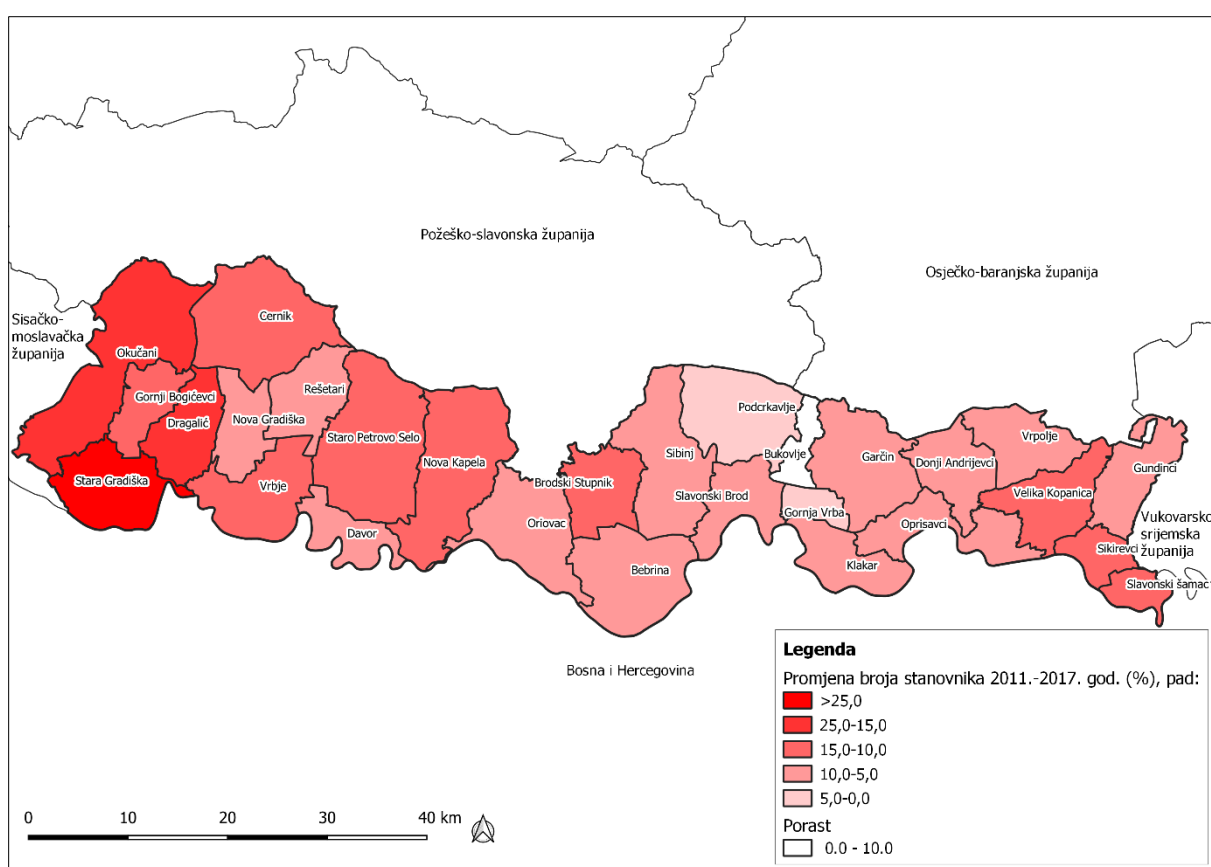 Požeško-slavonska županija
Osječko-baranjska županija
Sisačko-
moslavačka
županija
Cernik
Okučani
Gornji Bogićevci
Dragalić
Nova Gradiška
Rešetari
Staro Petrovo Selo
Stara Gradiška
Vrbje
Nova Kapela
Davor
Oriovac
Brodski Stupnik
Bebrina
Sibinj
Podcrkavlje
Bukovlje
Slavonski Brod
Gornja Vrba
Garčin
Klakar
Oprisavci
Donji Andrijevci
Vrpolje
Velika Kopanica
Gundinci
Vukovarsko
srijemska
županija
Sikirevci
Slavonski šamac
Bosna i Hercegovina
Legenda
Promjena broja stanovnika 2011.-2017. god. (%), pad:
>25,0
25,0-15,0
15,0-10,0
10,0-5,0
5,0-0,0
Porast
0.0 - 10.0
0 10 20 30 40 km